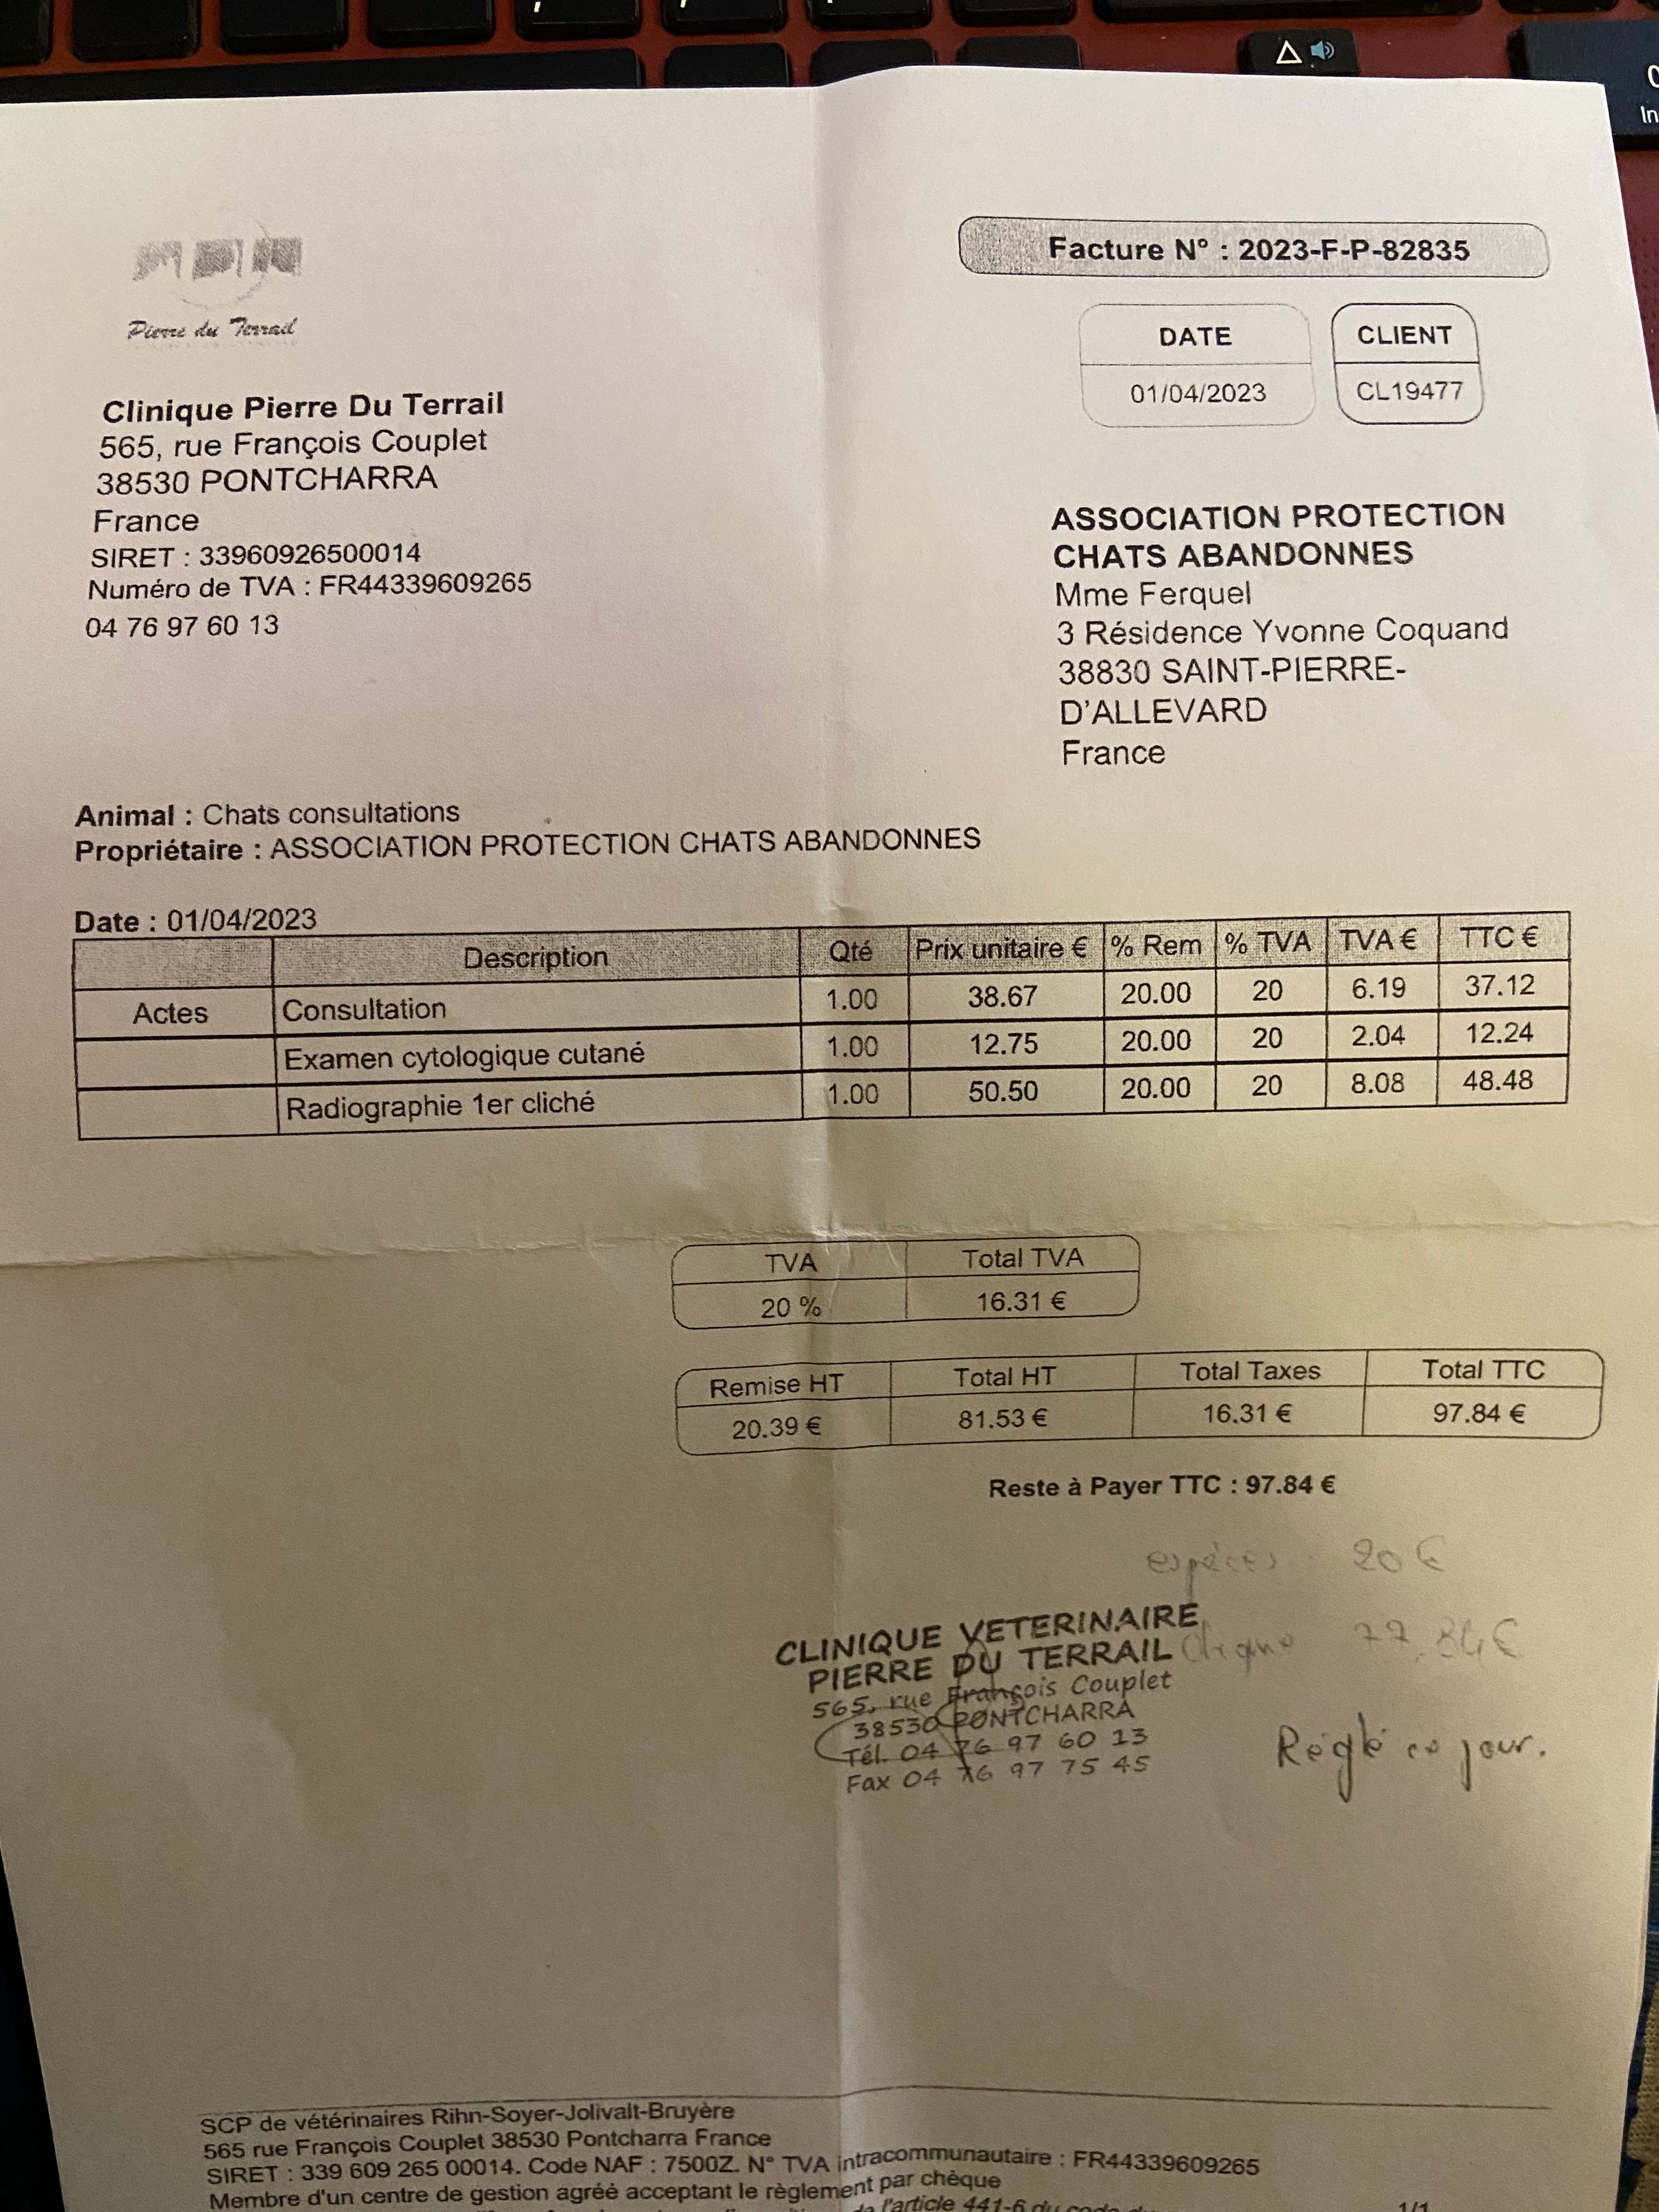 Pierre du Terrail
Facture N° : 2023-F-P-82835
DATE CLIENT
01/04/2023 CL19477
Clinique Pierre Du Terrail
565, rue François Couplet
38530 PONTCHARRA
France
SIRET : 33960926500014
Numéro de TVA : FR44339609265
04 76 97 60 13
ASSOCIATION PROTECTION
CHATS ABANDONNES
Mme Ferquel
3 Résidence Yvonne Coquand
38830 SAINT-PIERRE-
D'ALLEVARD
France
Animal : Chats consultations
Propriétaire : ASSOCIATION PROTECTION CHATS ABANDONNES
Date : 01/04/2023
Description Qté Prix unitaire € % Rem % TVA TVA € TTC €
Actes Consultation 1.00 38.67 20.00 20 6.19 37.12
Examen cytologique cutané 1.00 12.75 20.00 20 2.04 12.24
Radiographie 1er cliché 1.00 50.50 20.00 20 8.08 48.48
TVA Total TVA
20 % 16.31 €
Remise HT Total HT Total Taxes Total TTC
20.39 € 81.53 € 16.31 € 97.84 €
Reste à Payer TTC : 97.84 €
espèces 20 €
77,84 €
CLINIQUE VETERINAIRE
PIERRE DU TERRAIL
565, rue François Couplet
38530 PONTCHARRA
Tél. 04 76 97 60 13
Fax 04 76 97 75 45
Réglé ce jour.
SCP de vétérinaires Rihn-Soyer-Jolivalt-Bruyère
565 rue François Couplet 38530 Pontcharra France
SIRET : 339 609 265 00014. Code NAF : 7500Z. N° TVA intracommunautaire : FR44339609265
Membre d'un centre de gestion agréé acceptant le règlement par chèque
de l'article 441-6 du code du
1/1